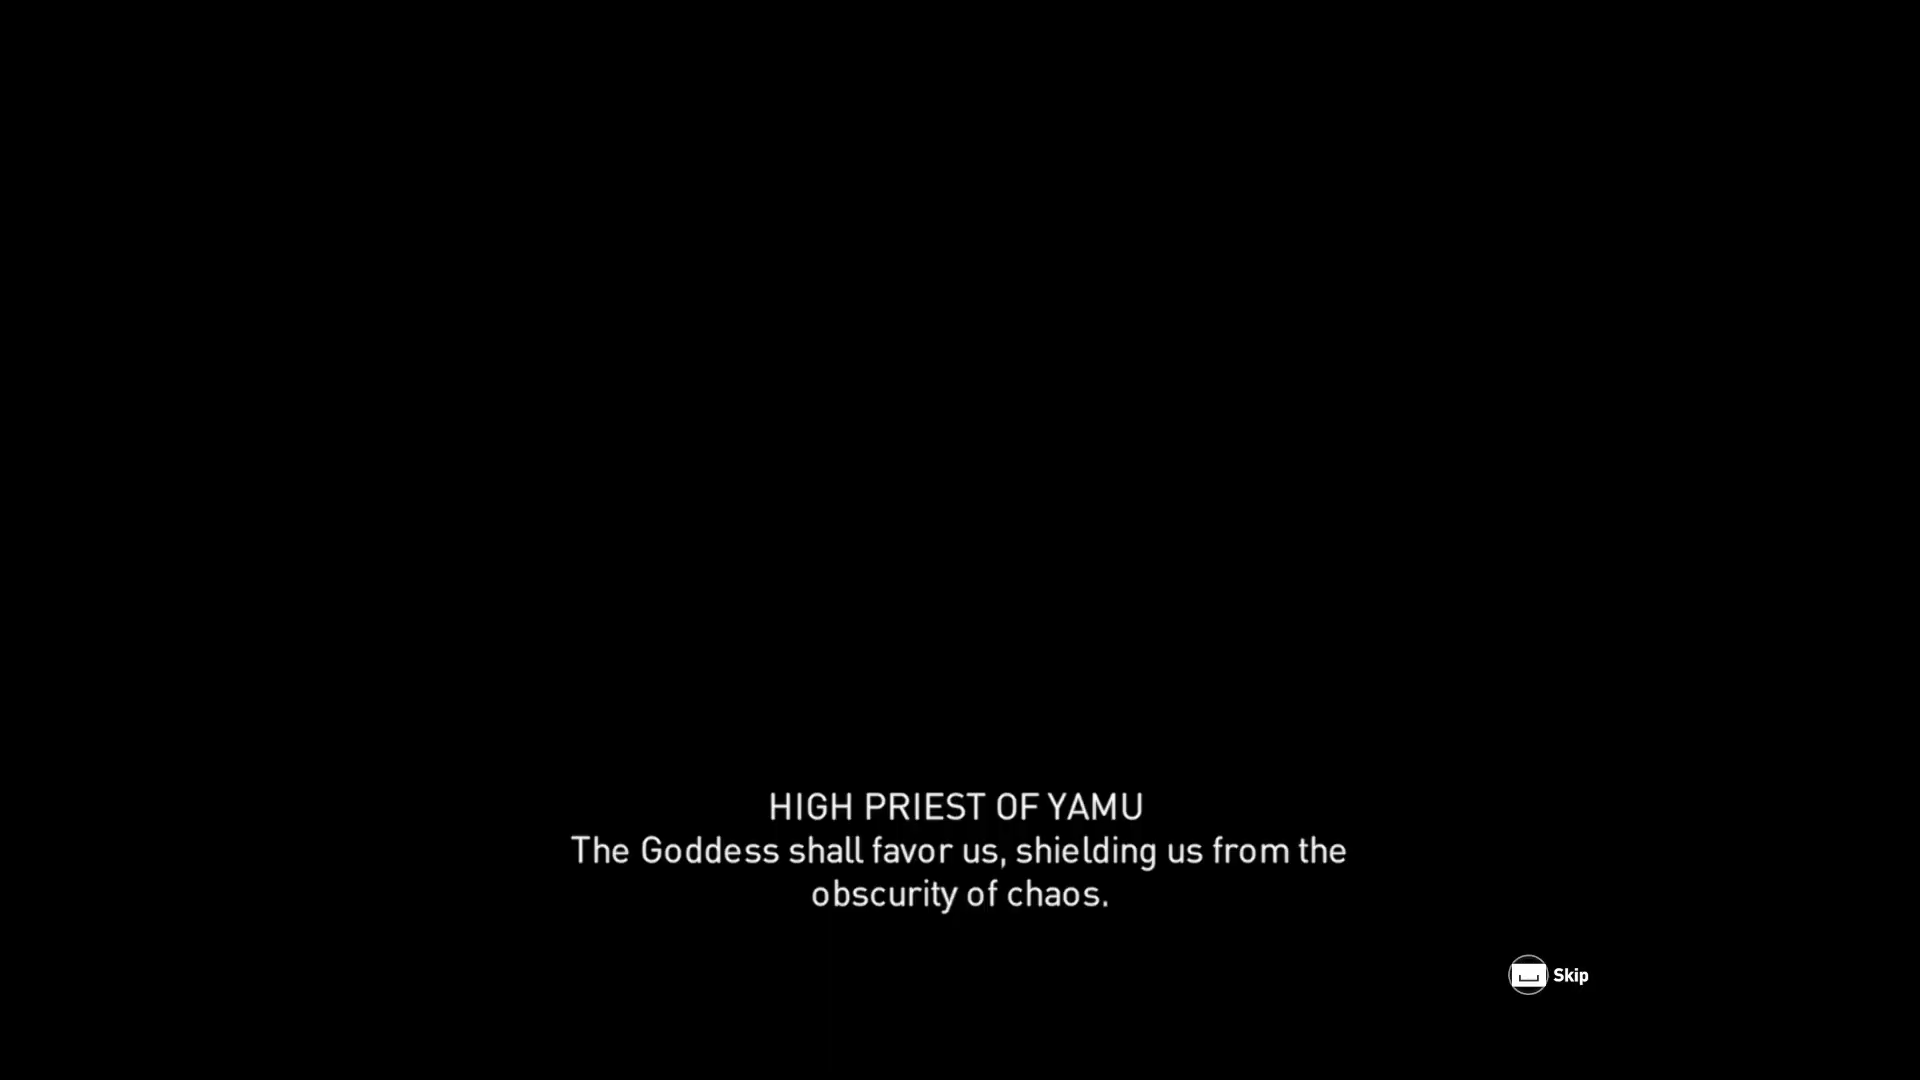 HIGH PRIEST OF YAMU
The Goddess shall favor us, shielding us from the
obscurity of chaos.
Skip